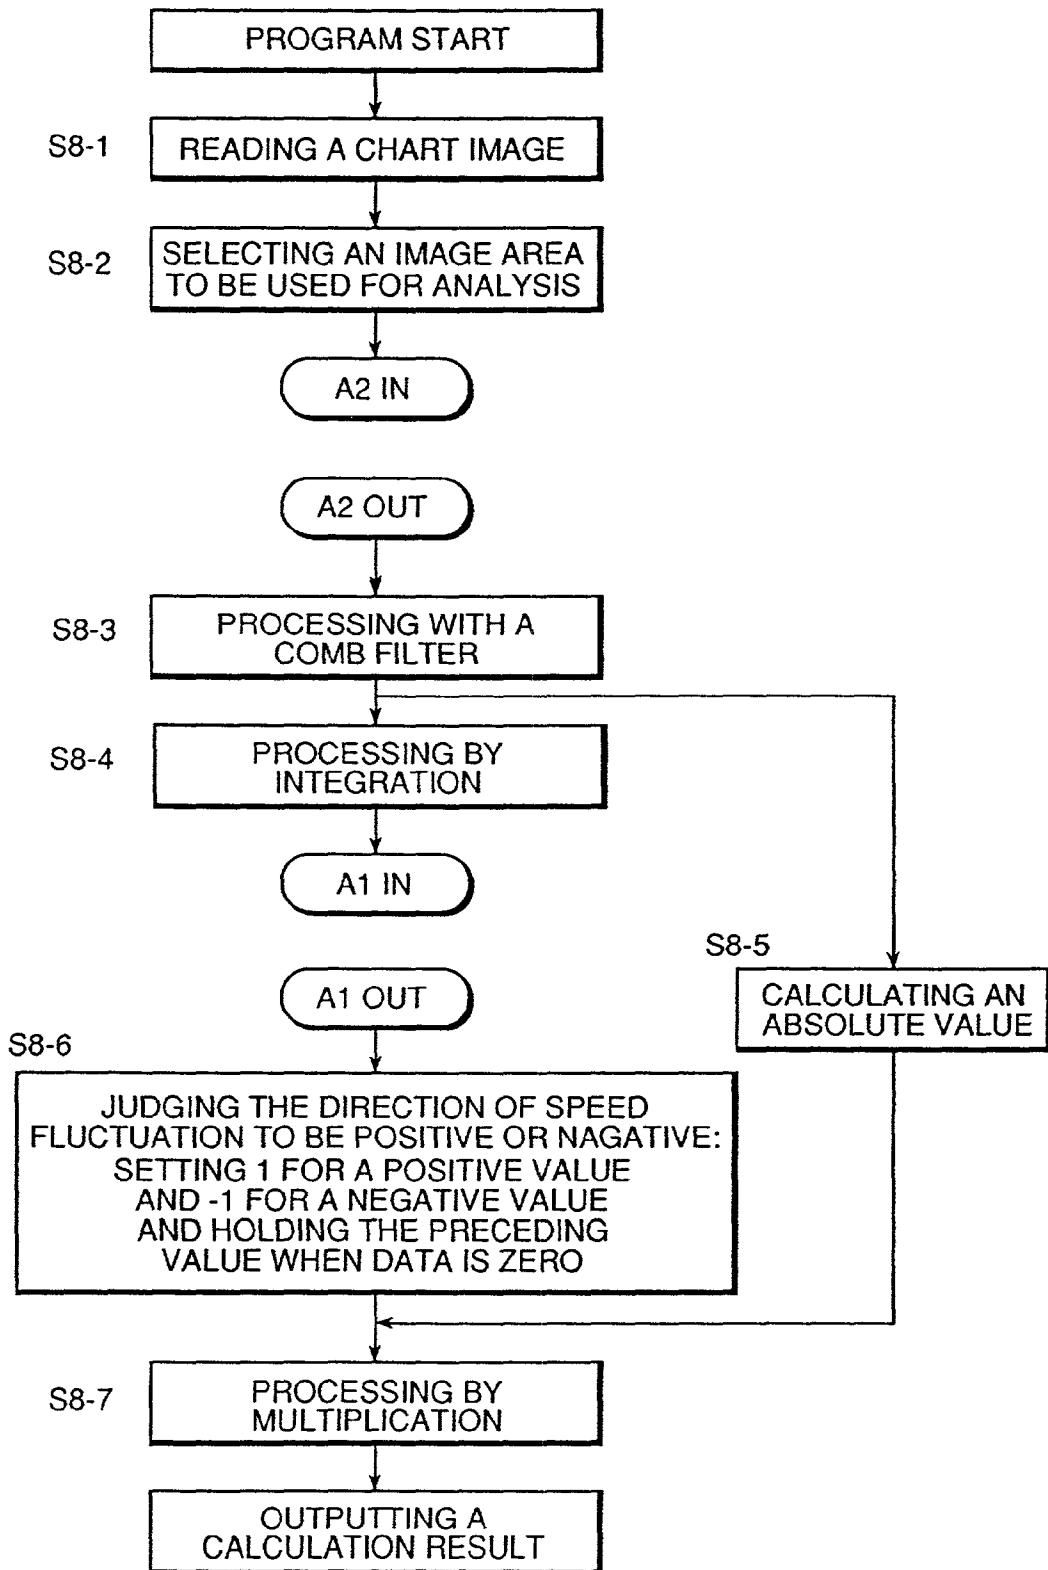 PROGRAM START
S8-1
READING A CHART IMAGE
S8-2
SELECTING AN IMAGE AREA
TO BE USED FOR ANALYSIS
A2 IN
A2 OUT
S8-3
PROCESSING WITH A
COMB FILTER
S8-4
PROCESSING BY
INTEGRATION
A1 IN
S8-5
CALCULATING AN
ABSOLUTE VALUE
A1 OUT
S8-6
JUDGING THE DIRECTION OF SPEED
FLUCTUATION TO BE POSITIVE OR NAGATIVE:
SETTING 1 FOR A POSITIVE VALUE
AND -1 FOR A NEGATIVE VALUE
AND HOLDING THE PRECEDING
VALUE WHEN DATA IS ZERO
S8-7
PROCESSING BY
MULTIPLICATION
OUTPUTTING A
CALCULATION RESULT